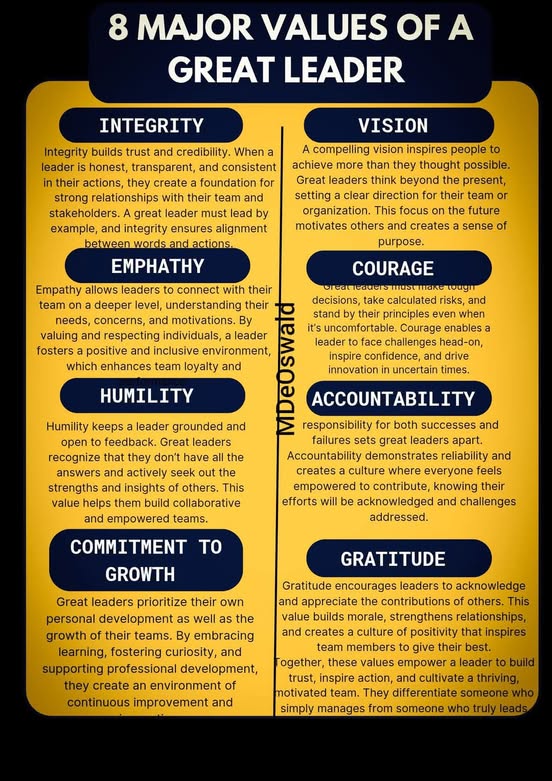 8 MAJOR VALUES OF A
GREAT LEADER
INTEGRITY
Integrity builds trust and credibility. When a
leader is honest, transparent, and consistent
in their actions, they create a foundation for
strong relationships with their team and
stakeholders. A great leader must lead by
example, and integrity ensures alignment
between words and actions.
EMPHATHY
Empathy allows leaders to connect with their
team on a deeper level, understanding their
needs, concerns, and motivations. By
valuing and respecting individuals, a leader
fosters a positive and inclusive environment,
which enhances team loyalty and
HUMILITY
Humility keeps a leader grounded and
open to feedback. Great leaders
recognize that they don't have all the
answers and actively seek out the
strengths and insights of others. This
value helps them build collaborative
and empowered teams.
COMMITMENT TO
GROWTH
Great leaders prioritize their own
personal development as well as the
growth of their teams. By embracing
learning, fostering curiosity, and
supporting professional development,
they create an environment of
continuous improvement and
MDeOswald
VISION
A compelling vision inspires people to
achieve more than they thought possible.
Great leaders think beyond the present,
setting a clear direction for their team or
organization. This focus on the future
motivates others and creates a sense of
purpose.
COURAGE
Great leaders must make tough
decisions, take calculated risks, and
stand by their principles even when
it's uncomfortable. Courage enables a
leader to face challenges head-on,
inspire confidence, and drive
innovation in uncertain times.
ACCOUNTABILITY
responsibility for both successes and
failures sets great leaders apart.
Accountability demonstrates reliability and
creates a culture where everyone feels
empowered to contribute, knowing their
efforts will be acknowledged and challenges
addressed.
GRATITUDE
Gratitude encourages leaders to acknowledge
and appreciate the contributions of others. This
value builds morale, strengthens relationships,
and creates a culture of positivity that inspires
team members to give their best.
Together, these values empower a leader to build
trust, inspire action, and cultivate a thriving,
motivated team. They differentiate someone who
simply manages from someone who truly leads.